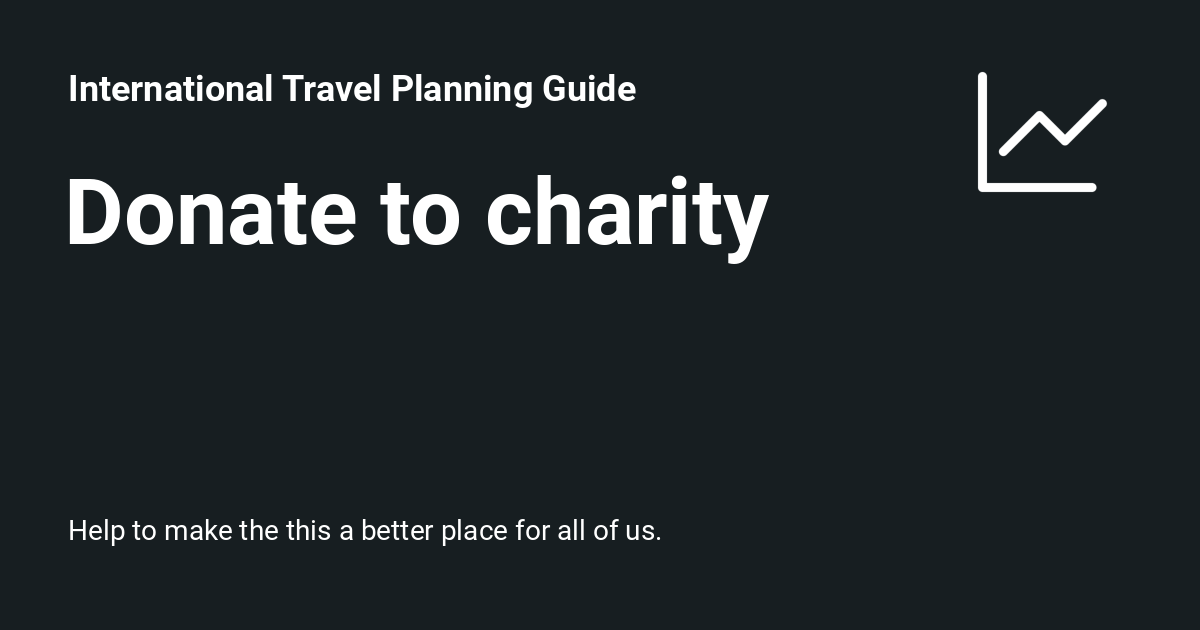 International Travel Planning Guide
Donate to charity
Help to make the this a better place for all of us.